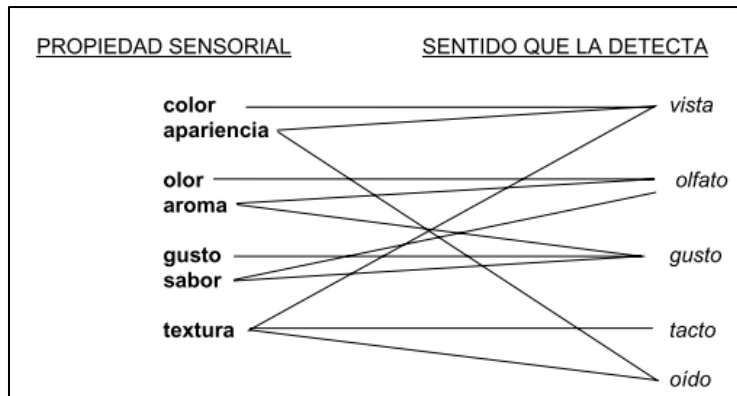 PROPIEDAD SENSORIAL SENTIDO QUE LA DETECTA
color vista
apariencia
olor olfato
aroma
gusto gusto
sabor
textura tacto
oído